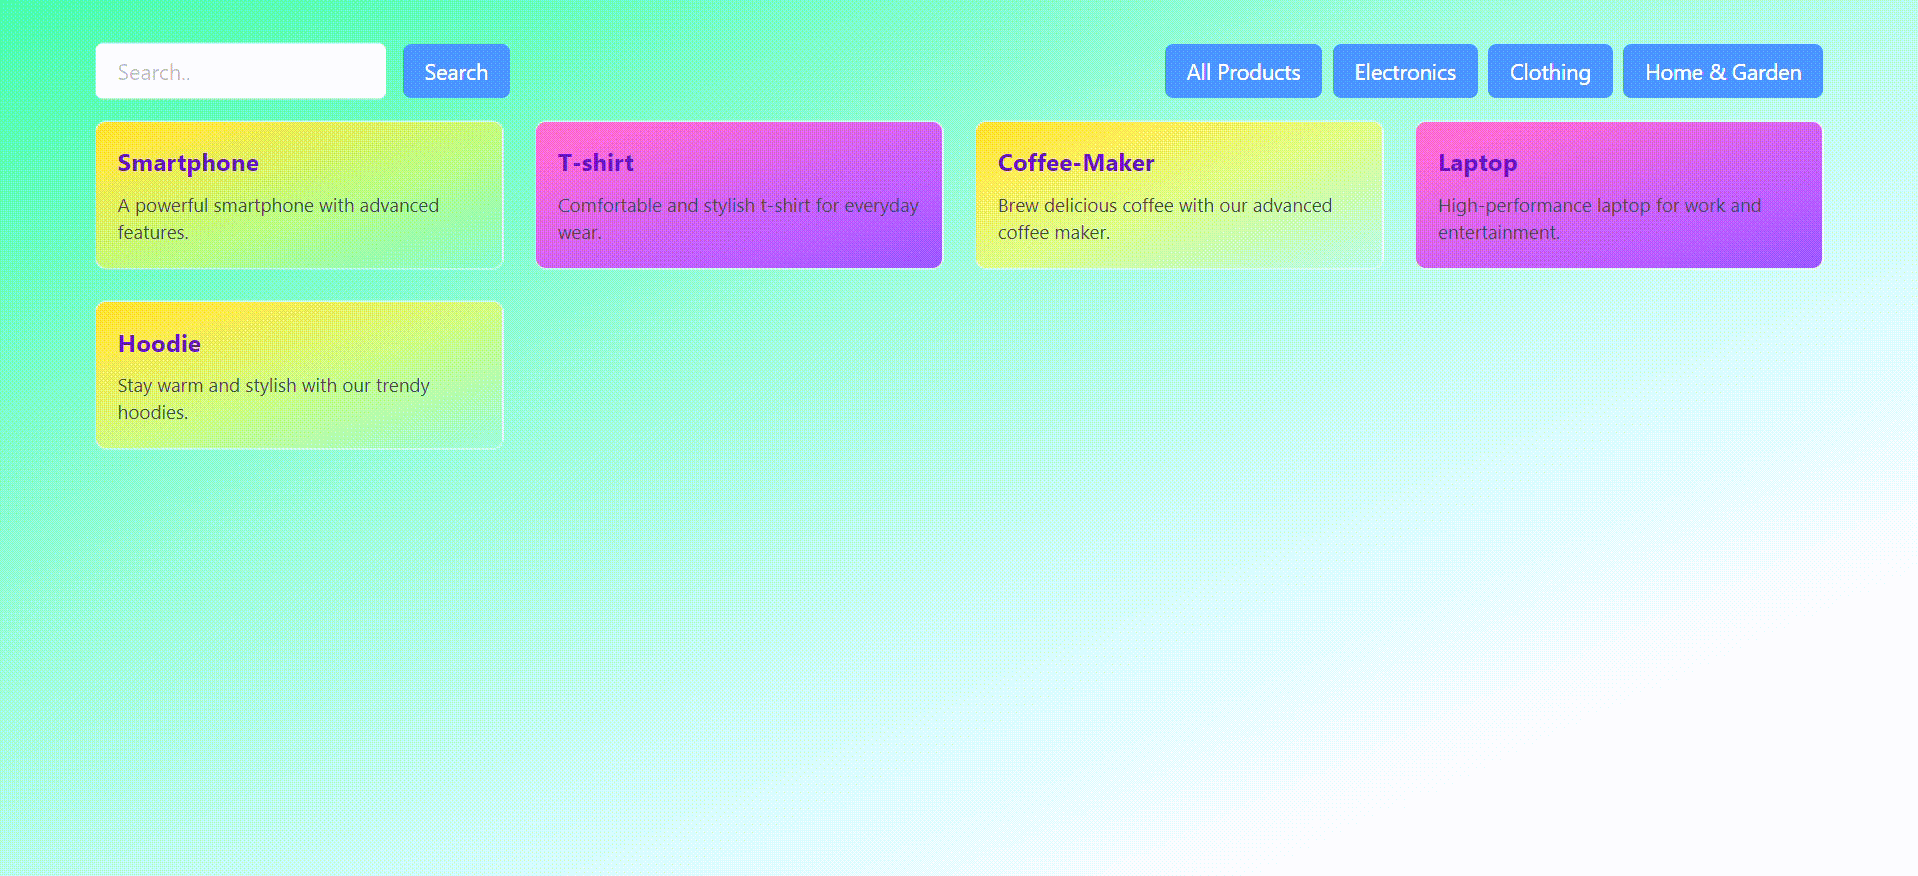 Search..
Search
All Products
Electronics
Clothing
Home & Garden
Smartphone
A powerful smartphone with advanced
features.
T-shirt
Comfortable and stylish t-shirt for everyday
wear.
Coffee-Maker
Brew delicious coffee with our advanced
coffee maker.
Laptop
High-performance laptop for work and
entertainment.
Hoodie
Stay warm and stylish with our trendy
hoodies.